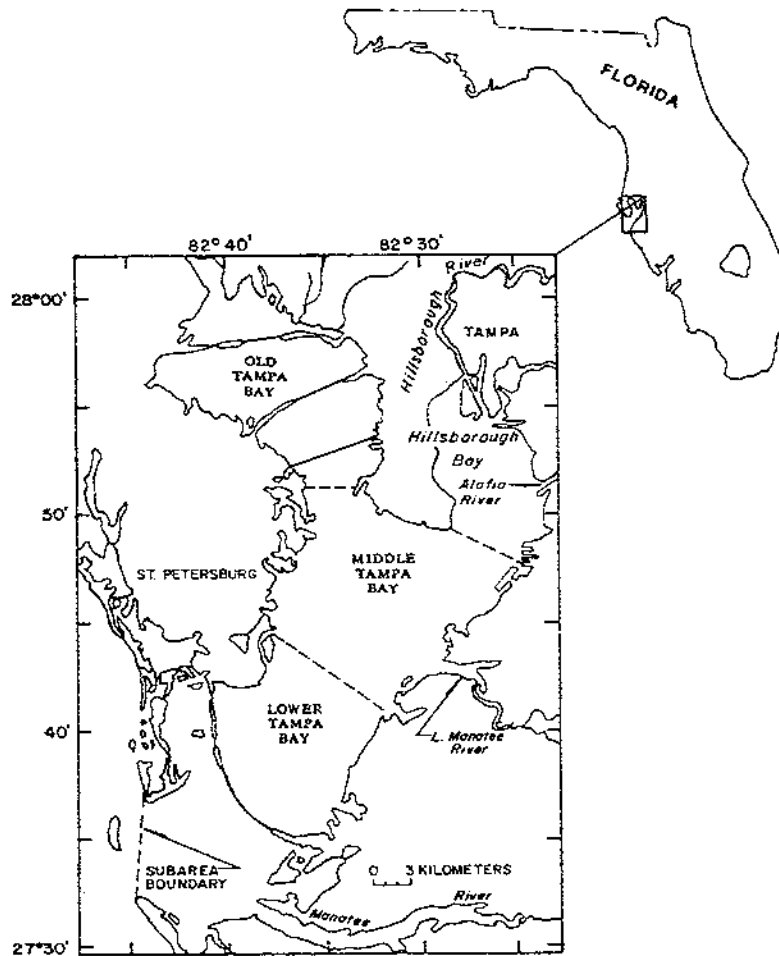 FLORIDA
82° 40'
82° 30'
28°00'
50'
40'
27°30'
Hillsborough River
TAMPA
OLD
TAMPA
BAY
Hillsborough
Bay
Alafia
River
ST. PETERSBURG
MIDDLE
TAMPA
BAY
LOWER
TAMPA
BAY
L. Manatee
River
SUBAREA
BOUNDARY
0 3 KILOMETERS
Manatee River